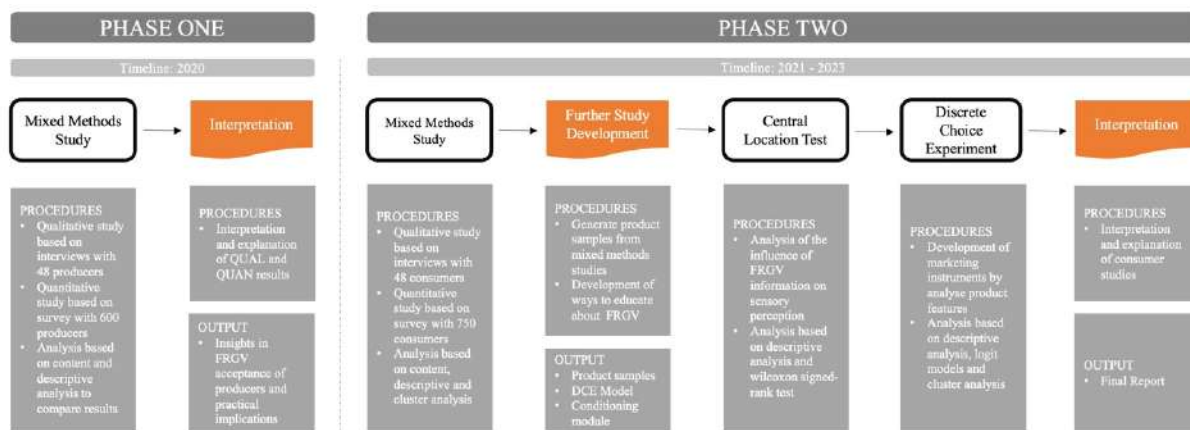 PHASE ONE
PHASE TWO
Timeline: 2020
Timeline: 2021 - 2023
Mixed Methods
Study
Interpretation
Mixed Methods
Study
Further Study
Development
Central
Location Test
Discrete
Choice
Experiment
Interpretation
PROCEDURES
• Qualitative study
based on
interviews with
48 producers
• Quantitative
study based on
survey with 600
producers
• Analysis based
on content and
descriptive
analysis to
compare results
PROCEDURES
• Interpretation
and explanation
of QUAL and
QUAN results
OUTPUT
• Insights in
FRGV
acceptance of
producers and
practical
implications
PROCEDURES
• Qualitative study
based on
interviews with
48 consumers
• Quantitative
study based on
survey with 750
consumers
• Analysis based
on content,
descriptive and
cluster analysis
PROCEDURES
• Generate product
samples from
mixed methods
studies
• Development of
ways to educate
about FRGV
OUTPUT
• Product samples
• DCE Model
• Conditioning
module
PROCEDURES
• Analysis of the
influence of
FRGV
information on
sensory
perception
• Analysis based
on descriptive
analysis and
wilcoxon signed-
rank test
PROCEDURES
• Development of
marketing
instruments by
analyse product
features
• Analysis based
on descriptive
analysis, logit
models and
cluster analysis
PROCEDURES
• Interpretation
and explanation
of consumer
studies
OUTPUT
• Final Report